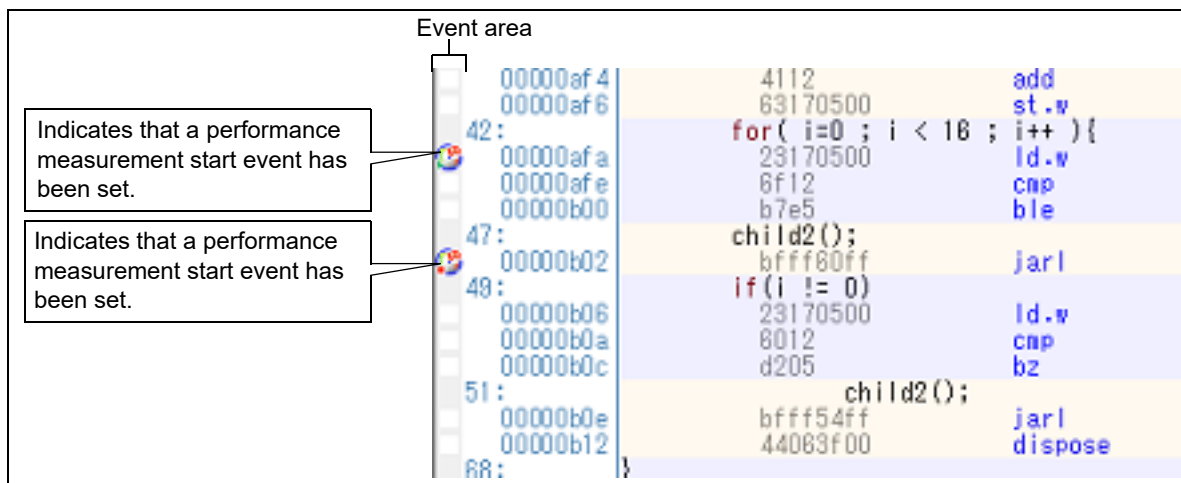 Event area
00000af4 4112 add
00000af6 63170500 st.w
Indicates that a performance
measurement start event has
been set.
42: for( i=0 ; i < 16 ; i++ ){
00000afa 23170500 ld.w
00000afe 6f12 cmp
00000b00 b7e5 ble
Indicates that a performance
measurement start event has
been set.
47: child2();
00000b02 bfff60ff jarl
49: if(i != 0)
00000b06 23170500 ld.w
00000b0a 6012 cmp
00000b0c d205 bz
51: child2();
00000b0e bfff54ff jarl
00000b12 44063f00 dispose
68: }